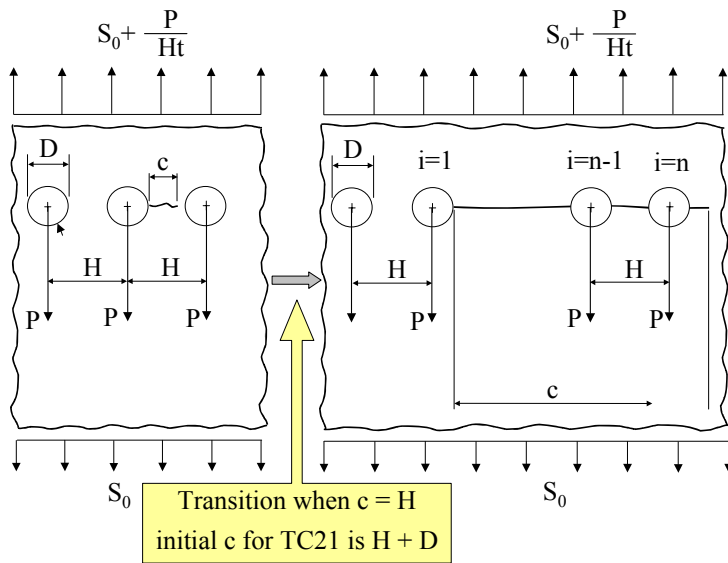 S₀+ P/Ht
D
c
H
H
P
P
P
S₀
S₀+ P/Ht
D
i=1
i=n-1
i=n
H
H
P
P
P
c
S₀
Transition when c = H
initial c for TC21 is H + D